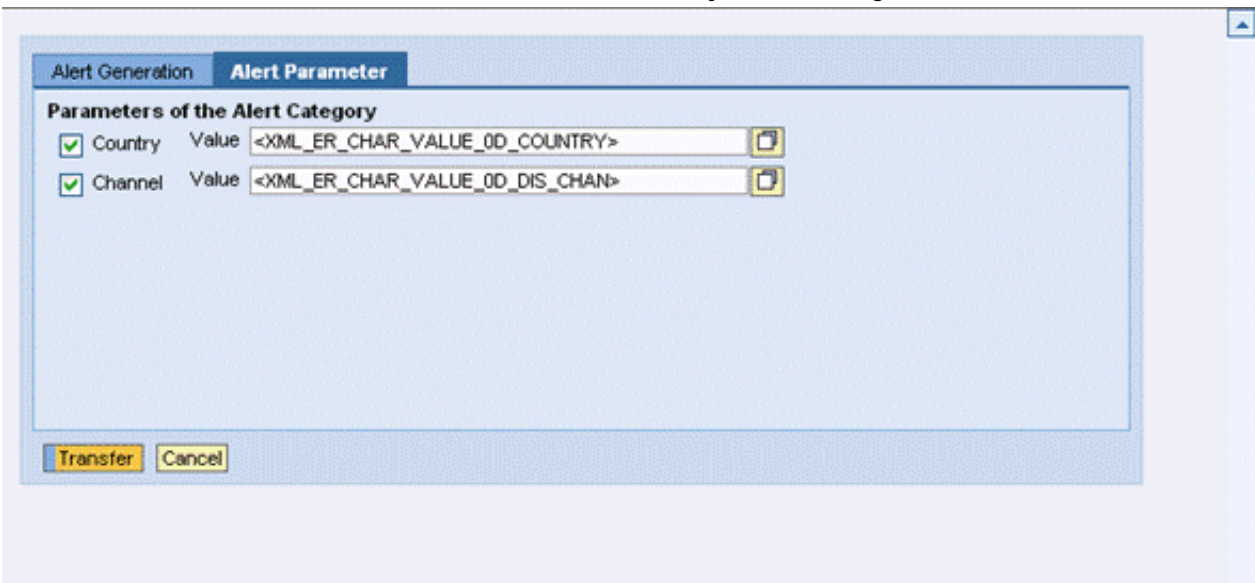 Alert Generation Alert Parameter
Parameters of the Alert Category
Country Value <XML_ER_CHAR_VALUE_0D_COUNTRY>
Channel Value <XML_ER_CHAR_VALUE_0D_DIS_CHAN>
Transfer Cancel